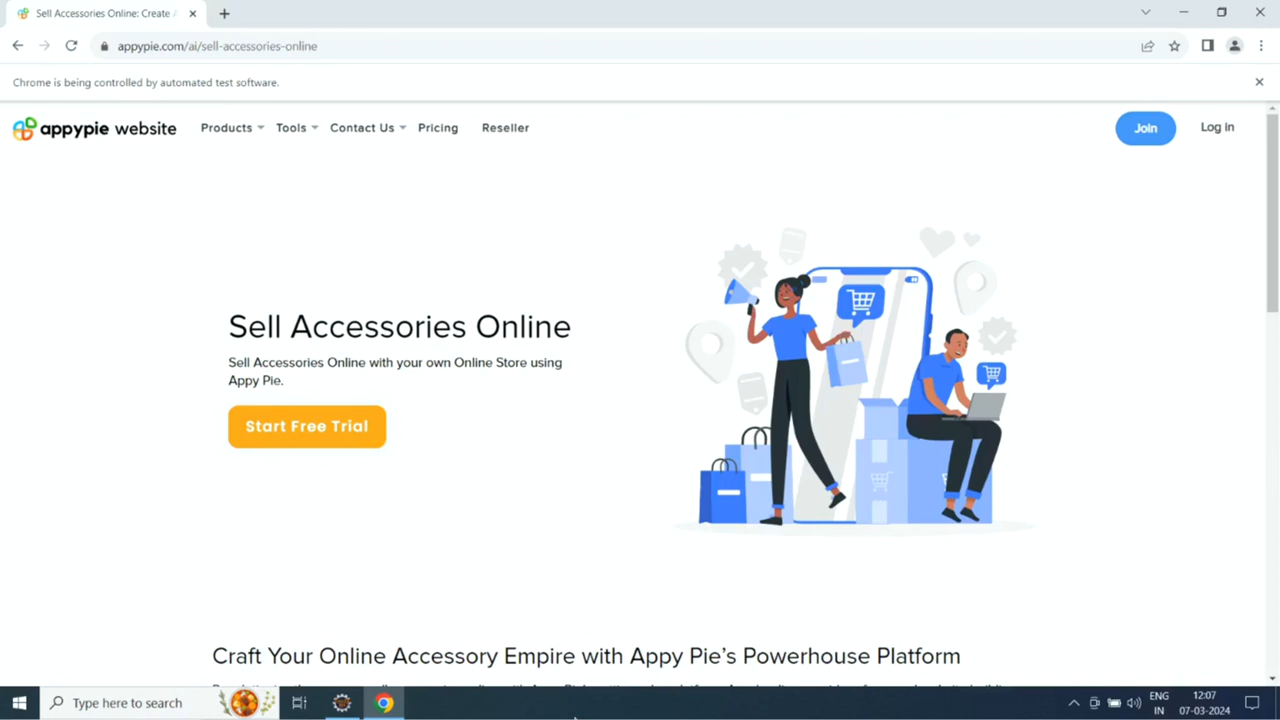 Sell Accessories Online: Create
appypie.com/ai/sell-accessories-online
Chrome is being controlled by automated test software.
appypie website
Products
Tools
Contact Us
Pricing
Reseller
Join
Log in
Sell Accessories Online
Sell Accessories Online with your own Online Store using
Appy Pie.
Start Free Trial
Craft Your Online Accessory Empire with Appy Pie's Powerhouse Platform
Type here to search
ENG
IN
12:07
07-03-2024